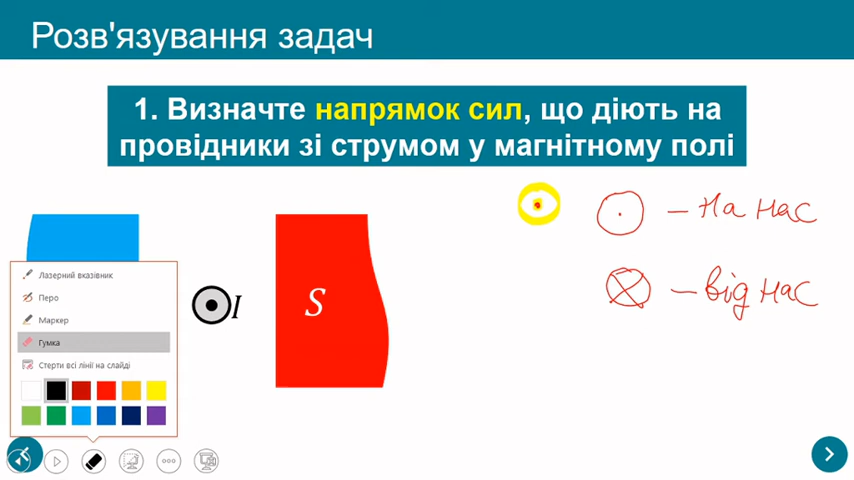 Розв'язування задач
1. Визначте напрямок сил, що діють на
провідники зі струмом у магнітному полі
– на нас
– від нас
I
S
Лазерний вказівник
Перо
Маркер
Гумка
Стерти всі лінії на слайді